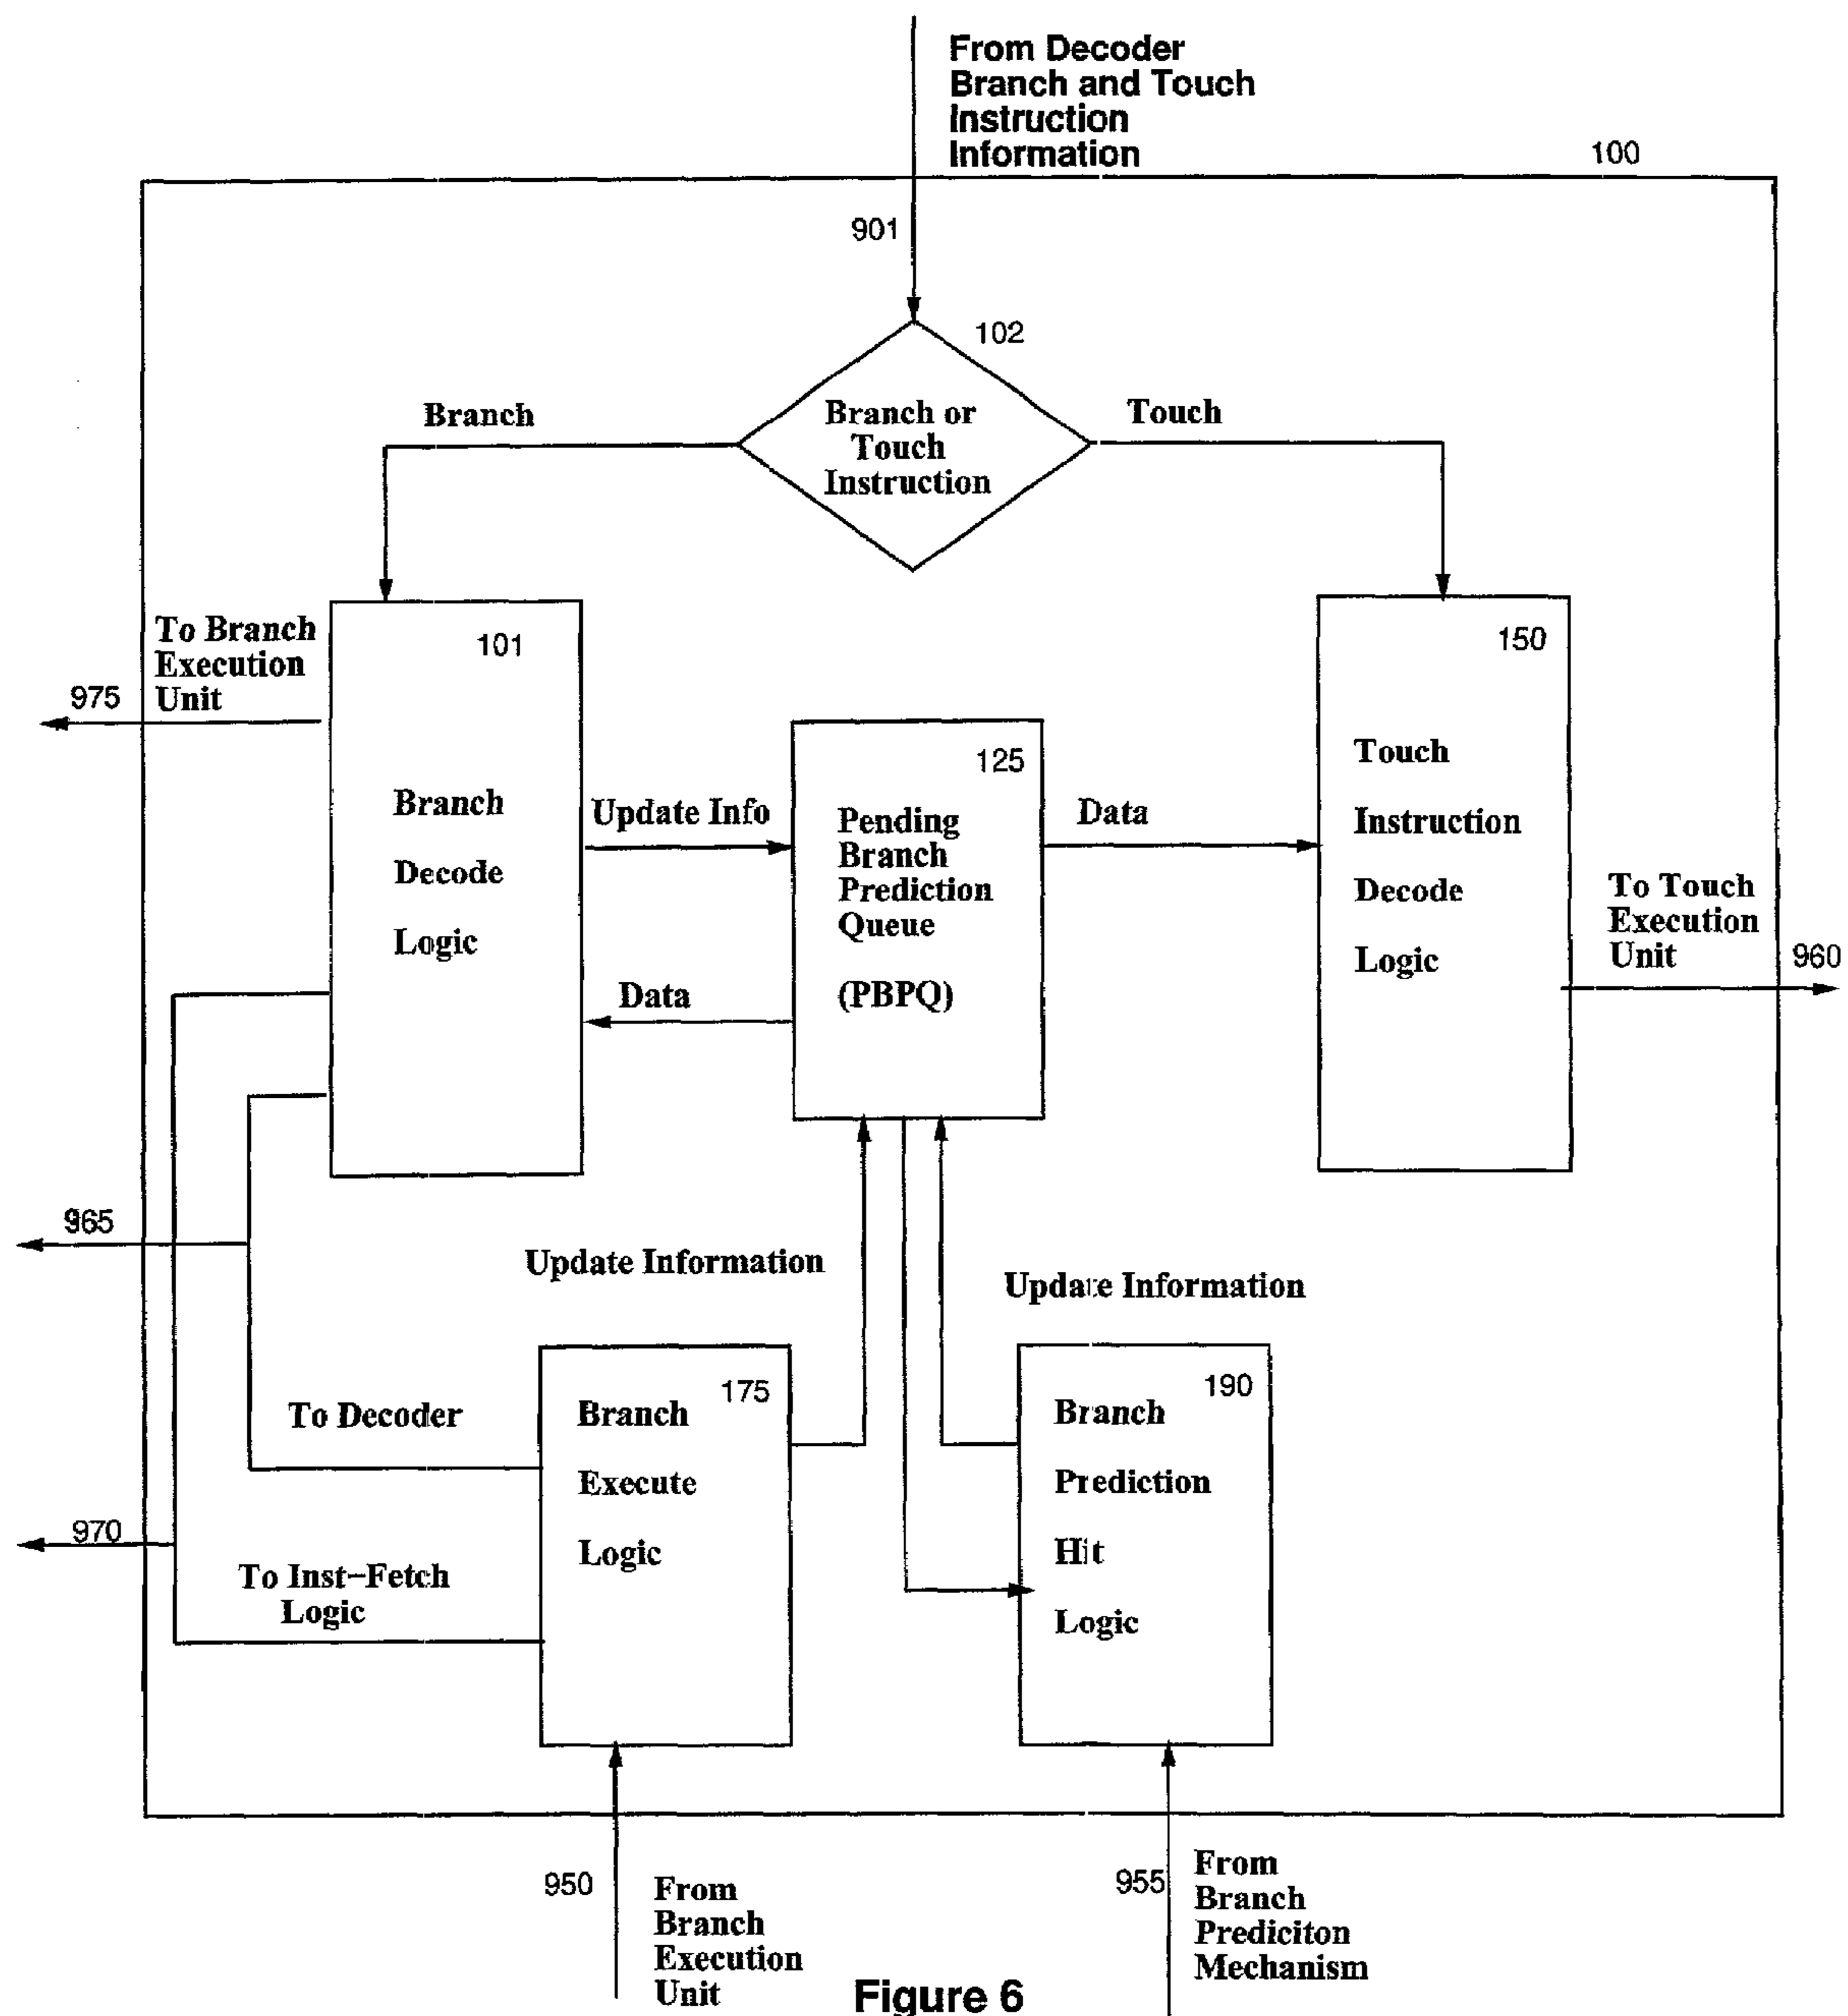 From Decoder
Branch and Touch
Instruction
Information
100
901
102
Branch
Branch or
Touch
Instruction
Touch
To Branch
Execution
Unit
975
101
Branch
Decode
Logic
Update Info
Data
125
Pending
Branch
Prediction
Queue
(PBPQ)
Data
150
Touch
Instruction
Decode
Logic
To Touch
Execution
Unit
960
965
Update Information
Update Information
To Decoder
175
Branch
Execute
Logic
190
Branch
Prediction
Hit
Logic
970
To Inst-Fetch
Logic
950
From
Branch
Execution
Unit
955
From
Branch
Prediciton
Mechanism
Figure 6